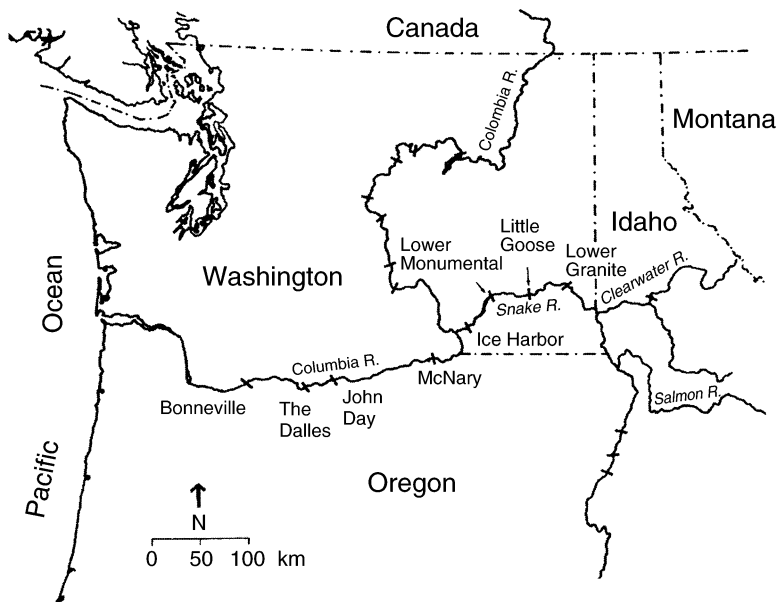 Canada
Colombia R.
Montana
Idaho
Little
Goose
Lower
Monumental
Lower
Granite
Clearwater R.
Washington
Ocean
Snake R.
Ice Harbor
Columbia R.
McNary
Bonneville
The
Dalles
John
Day
Salmon R.
Pacific
Oregon
N
0 50 100 km